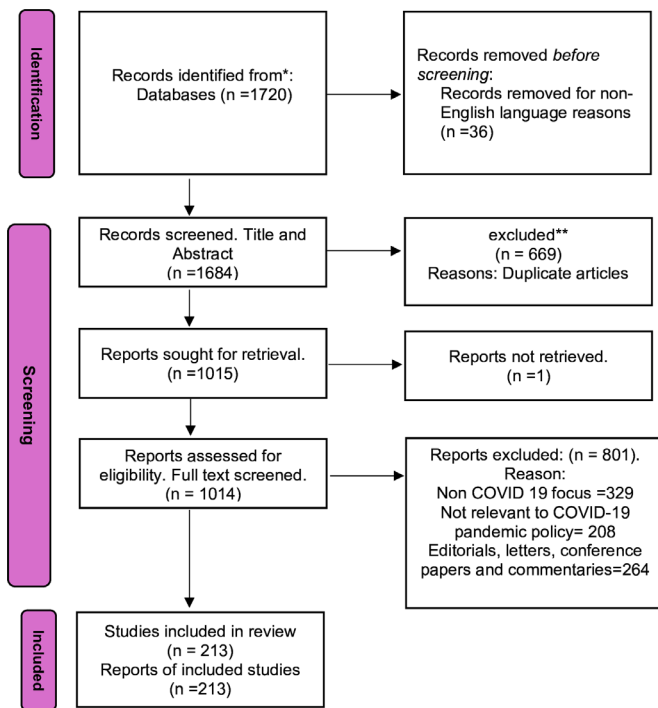 Identification
Records identified from*:
Databases (n =1720)
Records removed before
screening:
Records removed for non-
English language reasons
(n =36)
Screening
Records screened. Title and
Abstract
(n =1684)
excluded**
(n = 669)
Reasons: Duplicate articles
Reports sought for retrieval.
(n =1015)
Reports not retrieved.
(n =1)
Reports assessed for
eligibility. Full text screened.
(n = 1014)
Reports excluded: (n = 801).
Reason:
Non COVID 19 focus =329
Not relevant to COVID-19
pandemic policy= 208
Editorials, letters, conference
papers and commentaries=264
Included
Studies included in review
(n = 213)
Reports of included studies
(n =213)